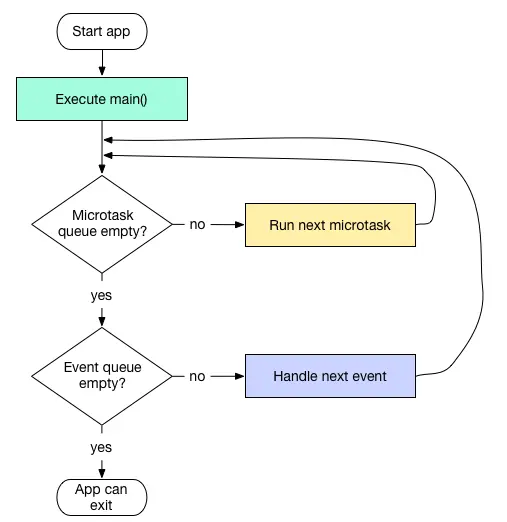 Start app
Execute main()
Microtask
queue empty?
no
Run next microtask
yes
Event queue
empty?
no
Handle next event
yes
App can
exit